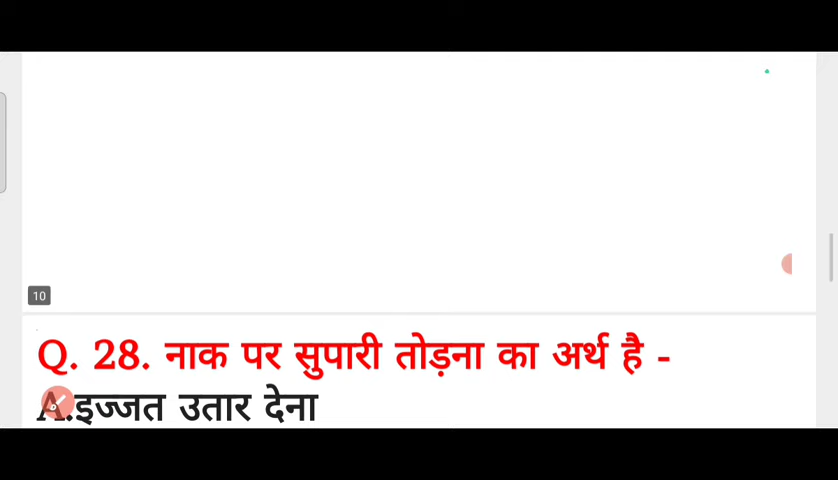 10
Q. 28. नाक पर सुपारी तोड़ना का अर्थ है -
A.इज्जत उतार देना